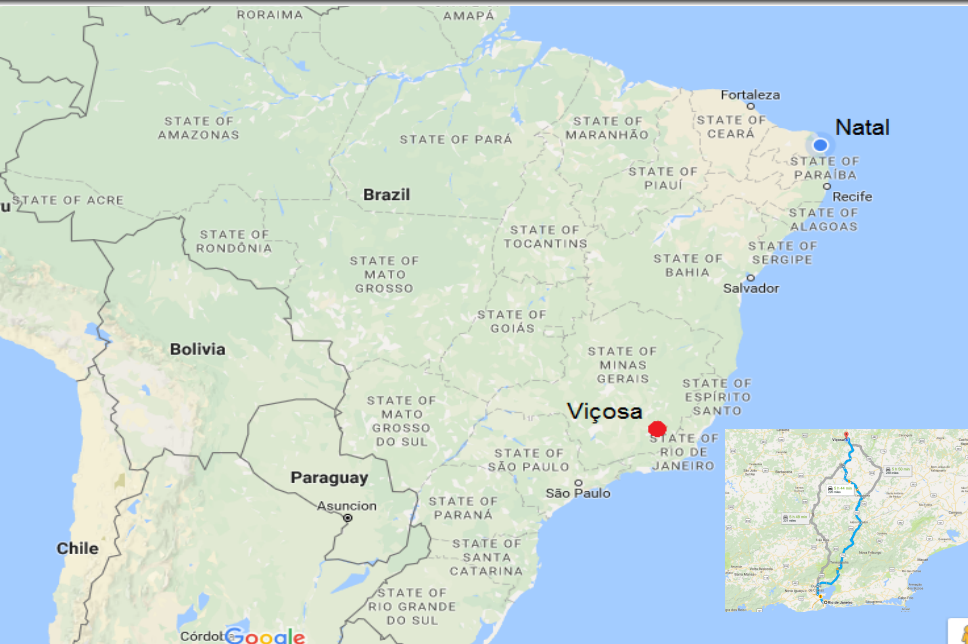 RORAIMA
AMAPÁ
Fortaleza
STATE OF
AMAZONAS
STATE OF PARÁ
STATE OF
MARANHÃO
STATE OF
CEARÁ
Natal
STATE OF
PARAÍBA
STATE OF
PIAUÍ
Brazil
Recife
u
STATE OF ACRE
STATE OF
ALAGOAS
STATE OF
RONDÔNIA
STATE OF
TOCANTINS
STATE OF
SERGIPE
STATE OF
MATO
GROSSO
STATE OF
BAHIA
Salvador
STATE OF
GOIÁS
Bolivia
STATE OF
MINAS
GERAIS
STATE OF
ESPÍRITO
SANTO
STATE OF
MATO
GROSSO
DO SUL
Viçosa
STATE OF
RIO DE
JANEIRO
STATE OF
SÃO PAULO
São Paulo
Paraguay
Asuncion
STATE OF
PARANÁ
Chile
STATE OF
SANTA
CATARINA
STATE OF
RIO GRANDE
DO SUL
Córdob
Google